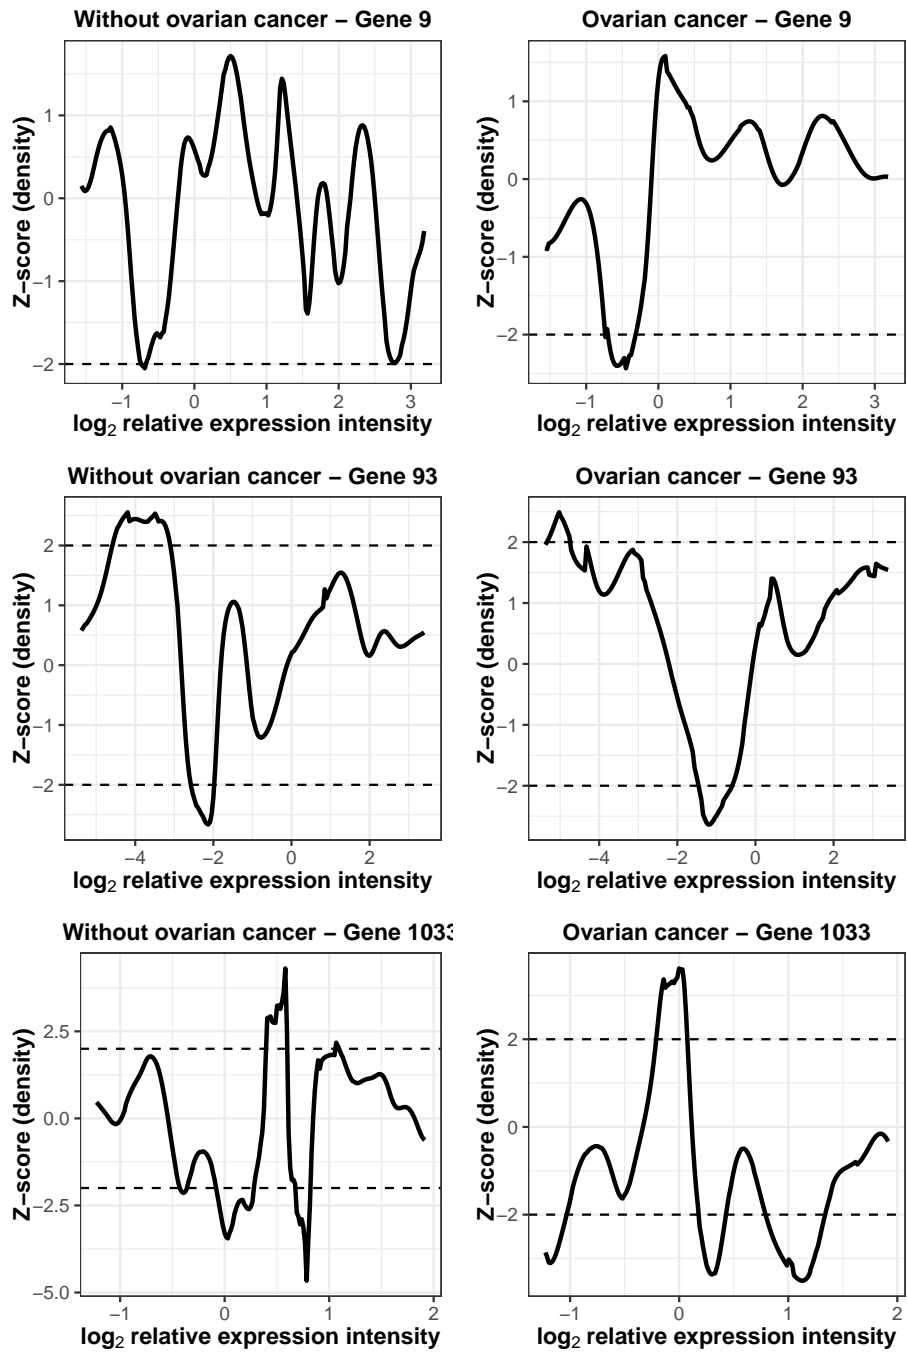 Without ovarian cancer – Gene 9
Z−score (density)
1
0
−1
−2
−1
0
1
2
3
log2 relative expression intensity
Ovarian cancer – Gene 9
Z−score (density)
1
0
−1
−2
−1
0
1
2
3
log2 relative expression intensity
Without ovarian cancer – Gene 93
Z−score (density)
2
1
0
−1
−2
−4
−2
0
2
log2 relative expression intensity
Ovarian cancer – Gene 93
Z−score (density)
2
1
0
−1
−2
−4
−2
0
2
log2 relative expression intensity
Without ovarian cancer – Gene 1033
Z−score (density)
2.5
0.0
−2.5
−5.0
−1
0
1
2
log2 relative expression intensity
Ovarian cancer – Gene 1033
Z−score (density)
2
0
−2
−1
0
1
2
log2 relative expression intensity